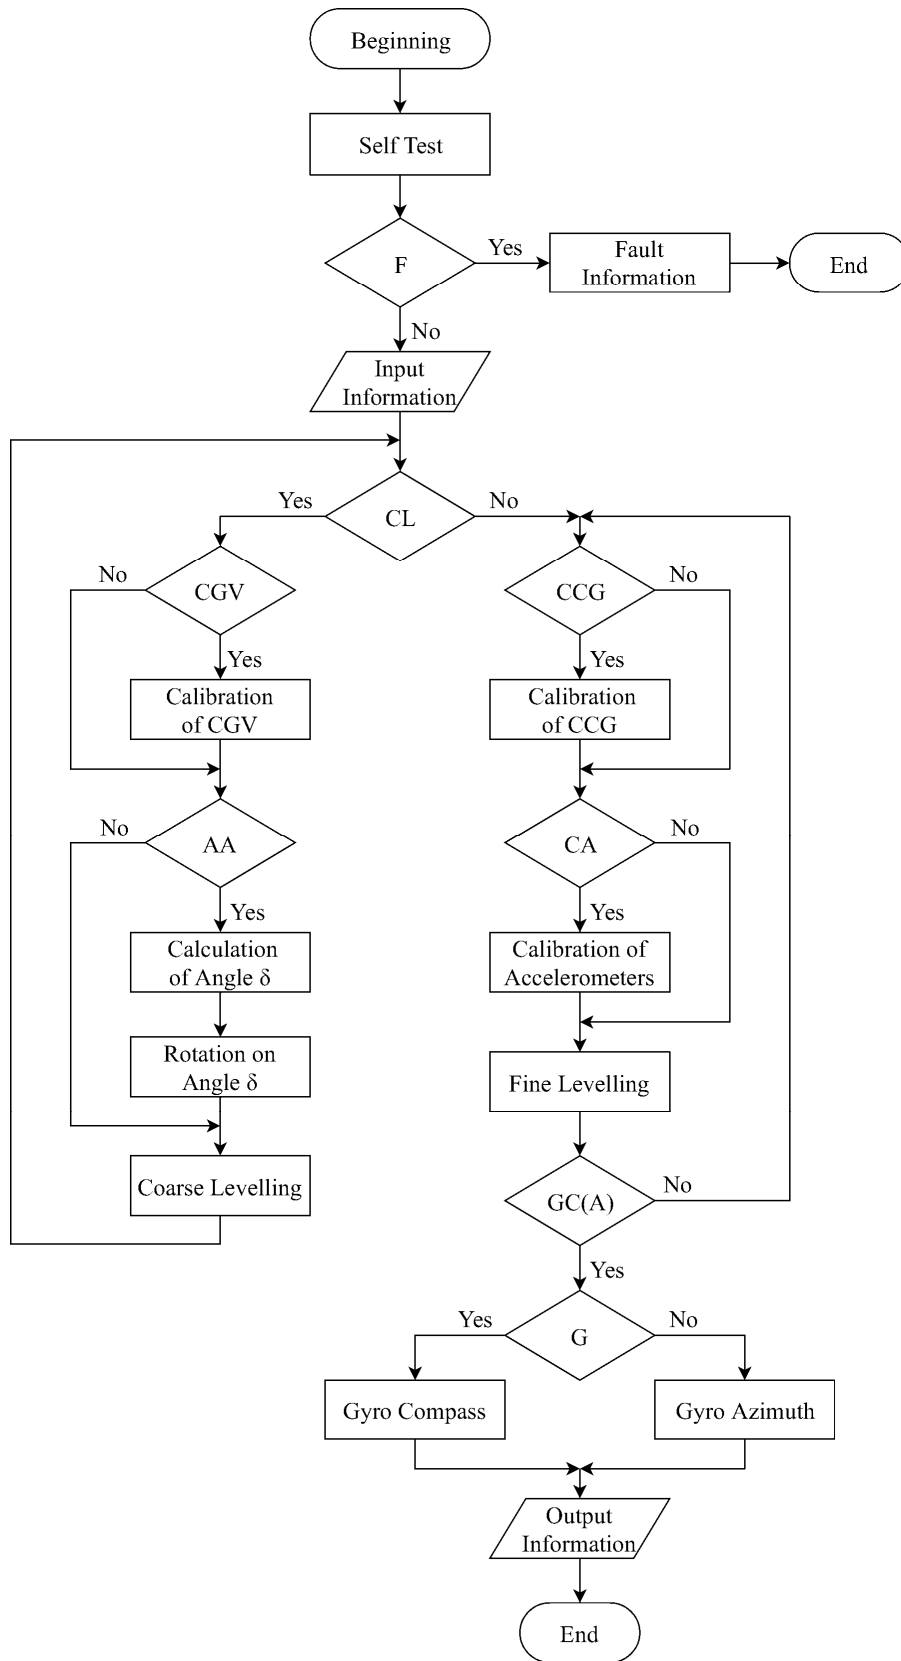 Beginning
Self Test
F
Yes
Fault
Information
End
No
Input
Information
CL
Yes
No
CGV
No
Yes
Calibration
of CGV
AA
No
Yes
Calculation
of Angle δ
Rotation on
Angle δ
Coarse Levelling
CCG
No
Yes
Calibration
of CCG
CA
No
Yes
Calibration of
Accelerometers
Fine Levelling
GC(A)
No
Yes
G
Yes
No
Gyro Compass
Gyro Azimuth
Output
Information
End